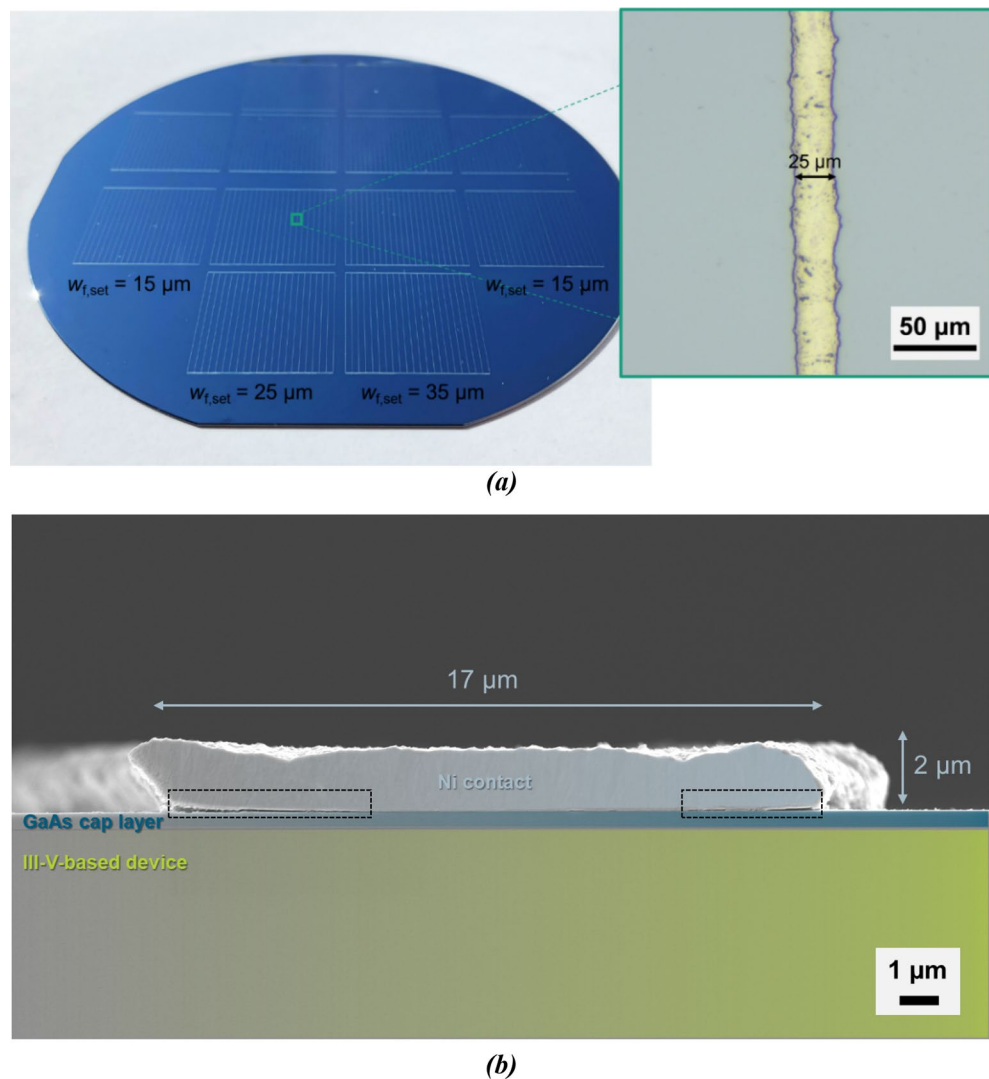 25 µm
w_f,set = 15 µm
w_f,set = 15 µm
50 µm
w_f,set = 25 µm
w_f,set = 35 µm
(a)
17 µm
2 µm
Ni contact
GaAs cap layer
III-V-based device
1 µm
(b)